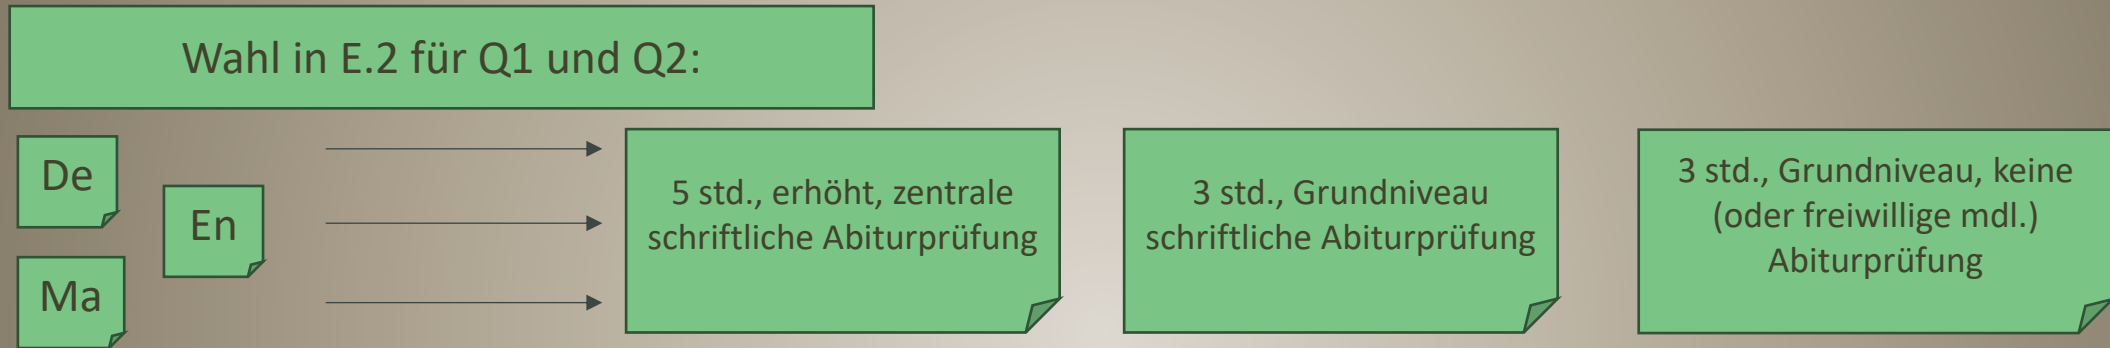 Wahl in E.2 für Q1 und Q2:
De
En
Ma
5 std., erhöht, zentrale
schriftliche Abiturprüfung
3 std., Grundniveau
schriftliche Abiturprüfung
3 std., Grundniveau, keine
(oder freiwillige mdl.)
Abiturprüfung